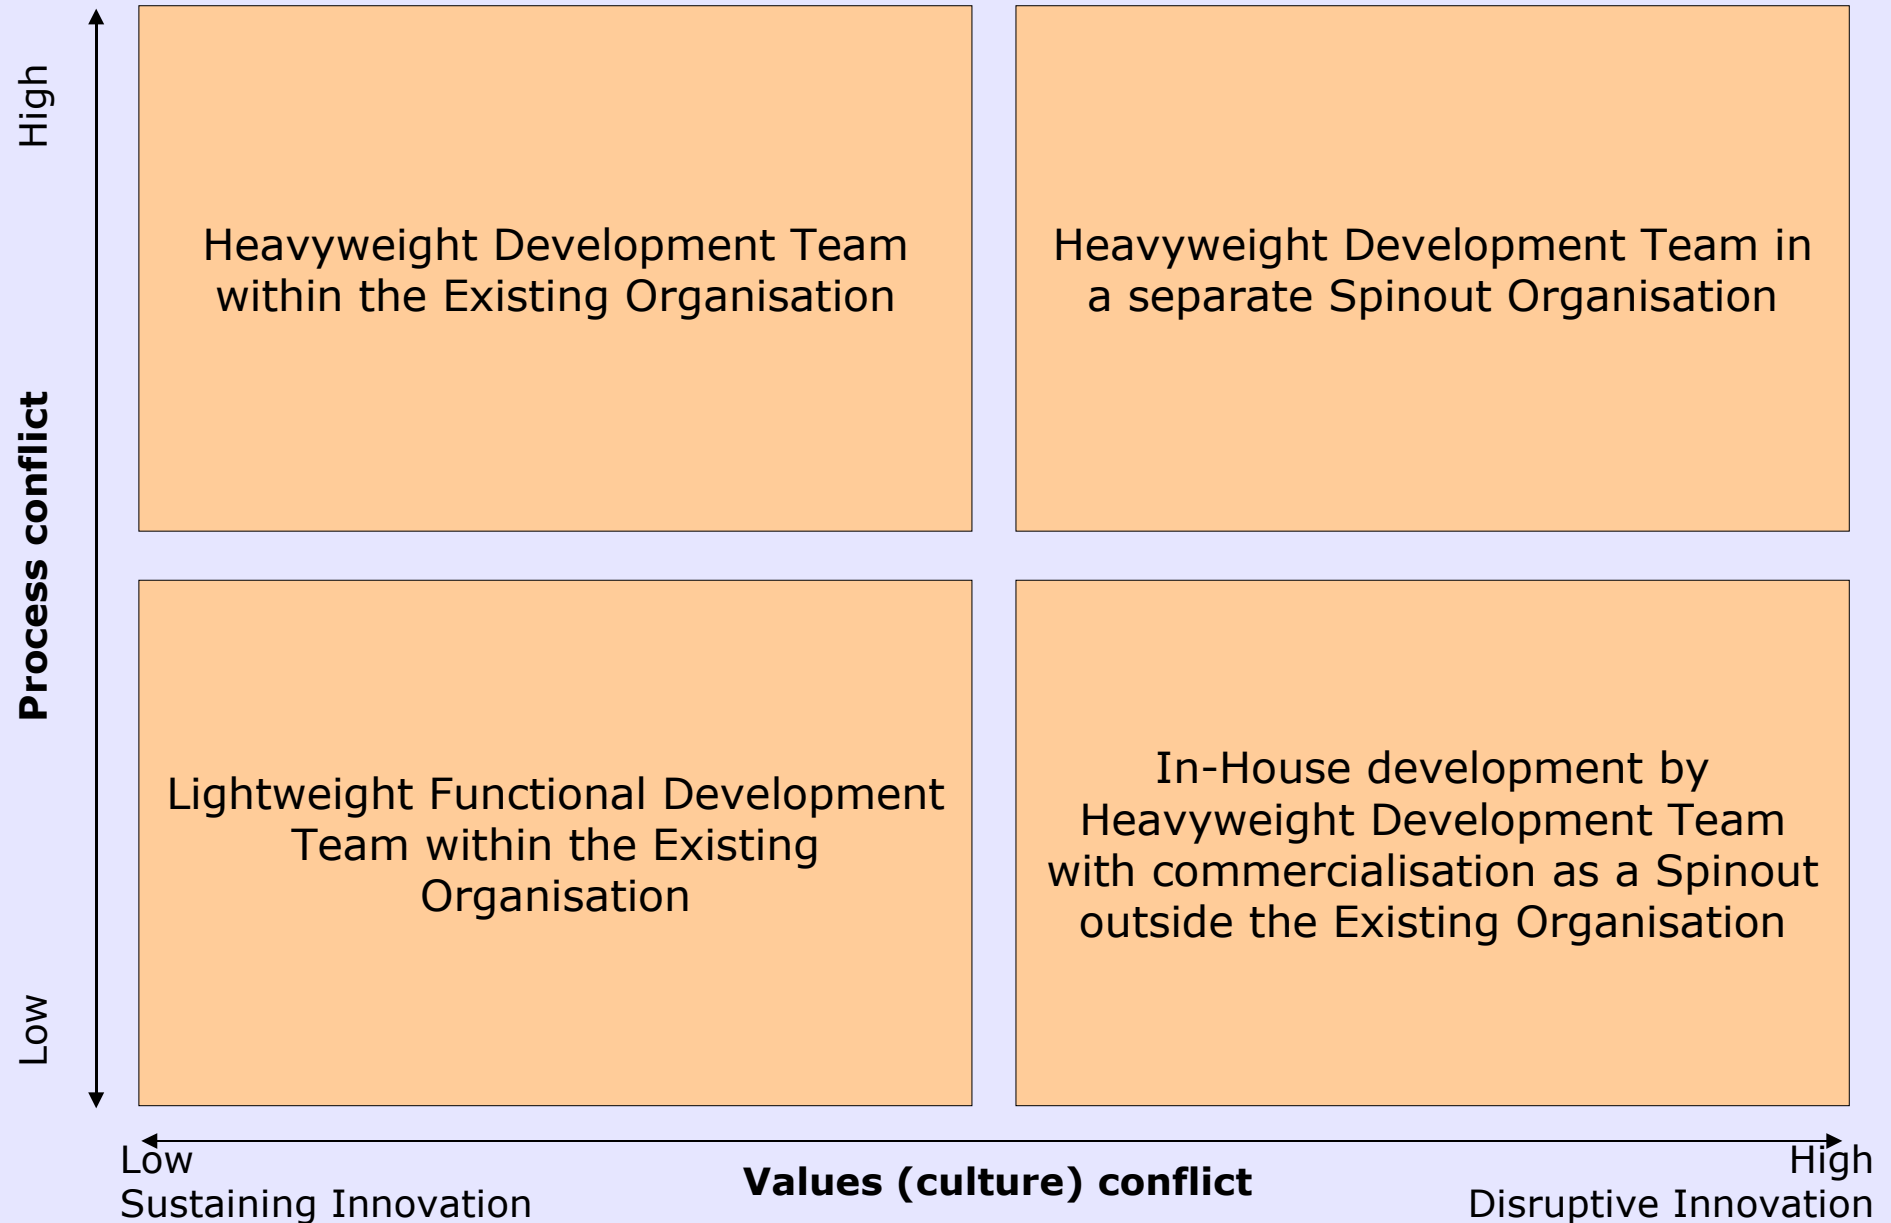 High
Process conflict
Low
Heavyweight Development Team
within the Existing Organisation
Heavyweight Development Team in
a separate Spinout Organisation
Lightweight Functional Development
Team within the Existing
Organisation
In-House development by
Heavyweight Development Team
with commercialisation as a Spinout
outside the Existing Organisation
Low
Sustaining Innovation
Values (culture) conflict
High
Disruptive Innovation